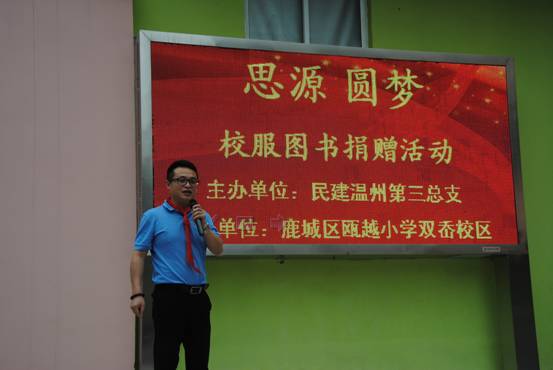 思源 圆梦
校服图书捐赠活动
主办单位：民建温州第三总支
单位：鹿城区瓯越小学双岙校区